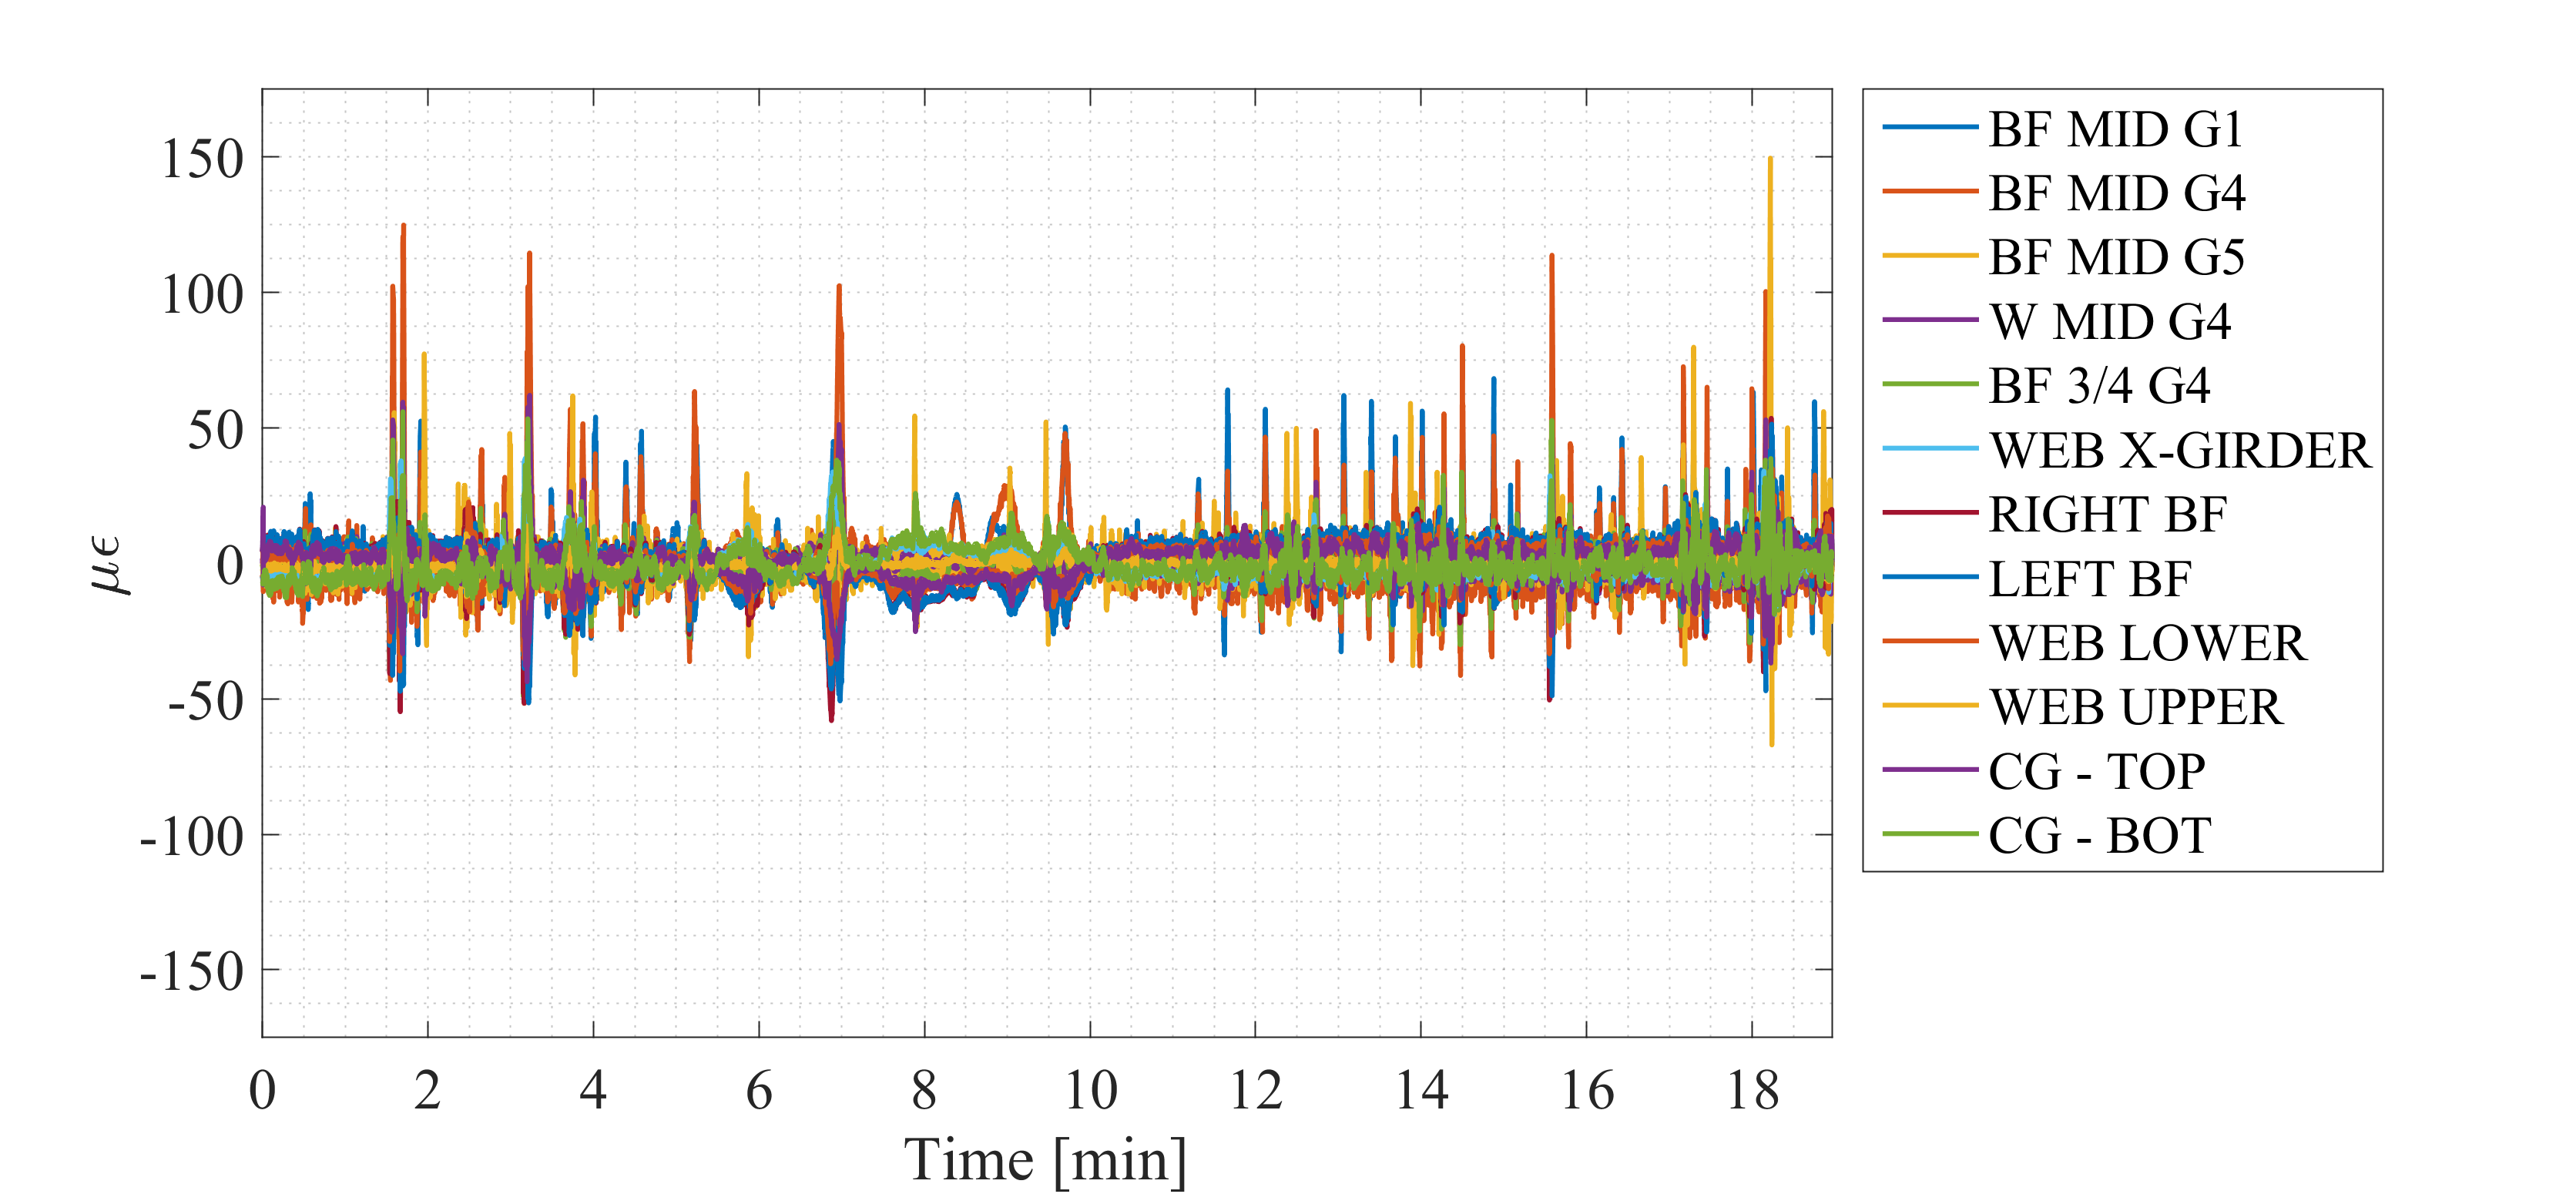 150
100
50
0
-50
-100
-150
με
0 2 4 6 8 10 12 14 16 18
Time [min]
BF MID G1
BF MID G4
BF MID G5
W MID G4
BF 3/4 G4
WEB X-GIRDER
RIGHT BF
LEFT BF
WEB LOWER
WEB UPPER
CG - TOP
CG - BOT